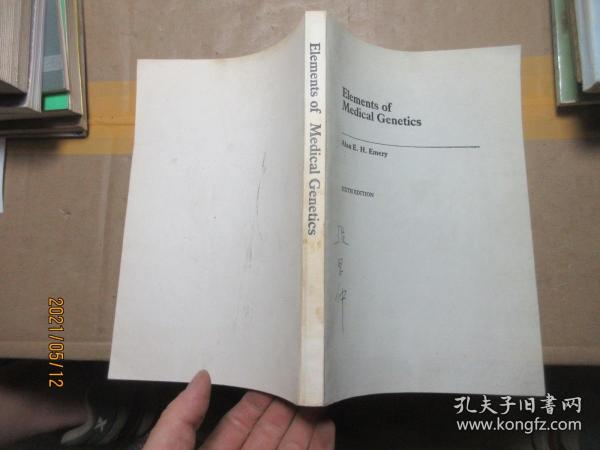 Elements of Medical Genetics
Elements of
Medical Genetics
Alan E. H. Emery
SIXTH EDITION
2021/05/12
孔夫子旧书网
www.kongfz.com